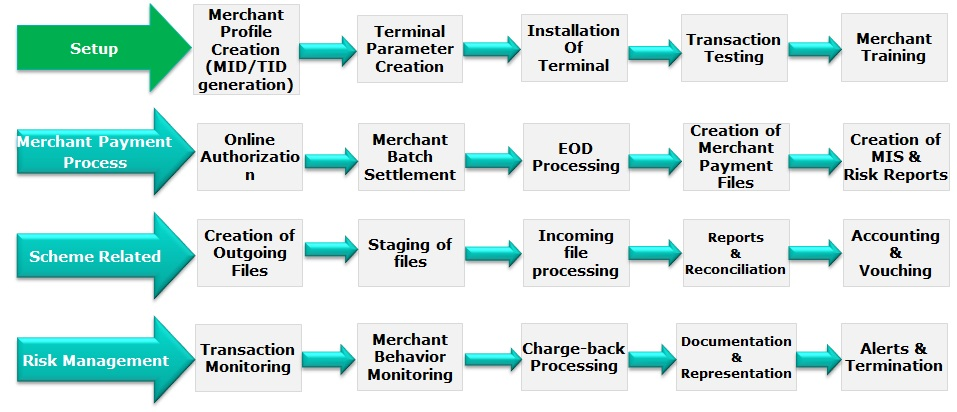 Setup
Merchant
Profile
Creation
(MID/TID
generation)
Terminal
Parameter
Creation
Installation
Of
Terminal
Transaction
Testing
Merchant
Training
Merchant Payment
Process
Online
Authorizatio
n
Merchant
Batch
Settlement
EOD
Processing
Creation of
Merchant
Payment
Files
Creation of
MIS &
Risk Reports
Scheme Related
Creation of
Outgoing
Files
Staging of
files
Incoming
file
processing
Reports
&
Reconciliation
Accounting
&
Vouching
Risk Management
Transaction
Monitoring
Merchant
Behavior
Monitoring
Charge-back
Processing
Documentation
&
Representation
Alerts &
Termination